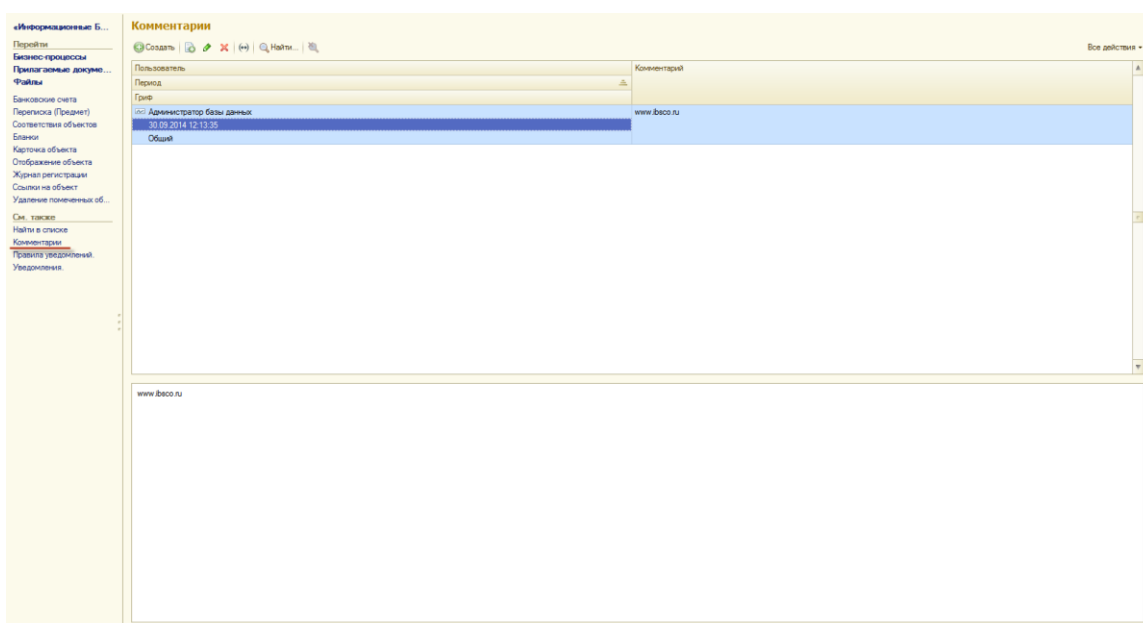 «Информационные Б...
Перейти
Бизнес-процессы
Прилагаемые докуме...
Файлы
Банковские счета
Переписка (Предмет)
Соответствия объектов
Бланки
Карточка объекта
Отображение объекта
Журнал регистрации
Ссылки на объект
Удаление помеченных об...
См. также
Найти в списке
Комментарии
Правила уведомлений.
Уведомления.
Комментарии
Создать Найти... Все действия
Пользователь Комментарий
Период
Гриф
Администратор базы данных www.ibsco.ru
30.09.2014 12:13:35
Общий
www.ibsco.ru